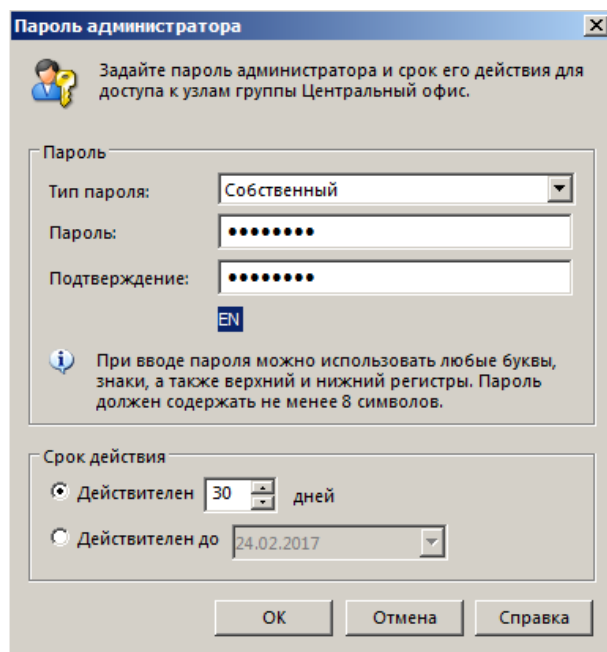 Пароль администратора
Задайте пароль администратора и срок его действия для
доступа к узлам группы Центральный офис.
Пароль
Тип пароля: Собственный
Пароль: ••••••••
Подтверждение: ••••••••
EN
При вводе пароля можно использовать любые буквы,
знаки, а также верхний и нижний регистры. Пароль
должен содержать не менее 8 символов.
Срок действия
Действителен 30 дней
Действителен до 24.02.2017
ОК Отмена Справка